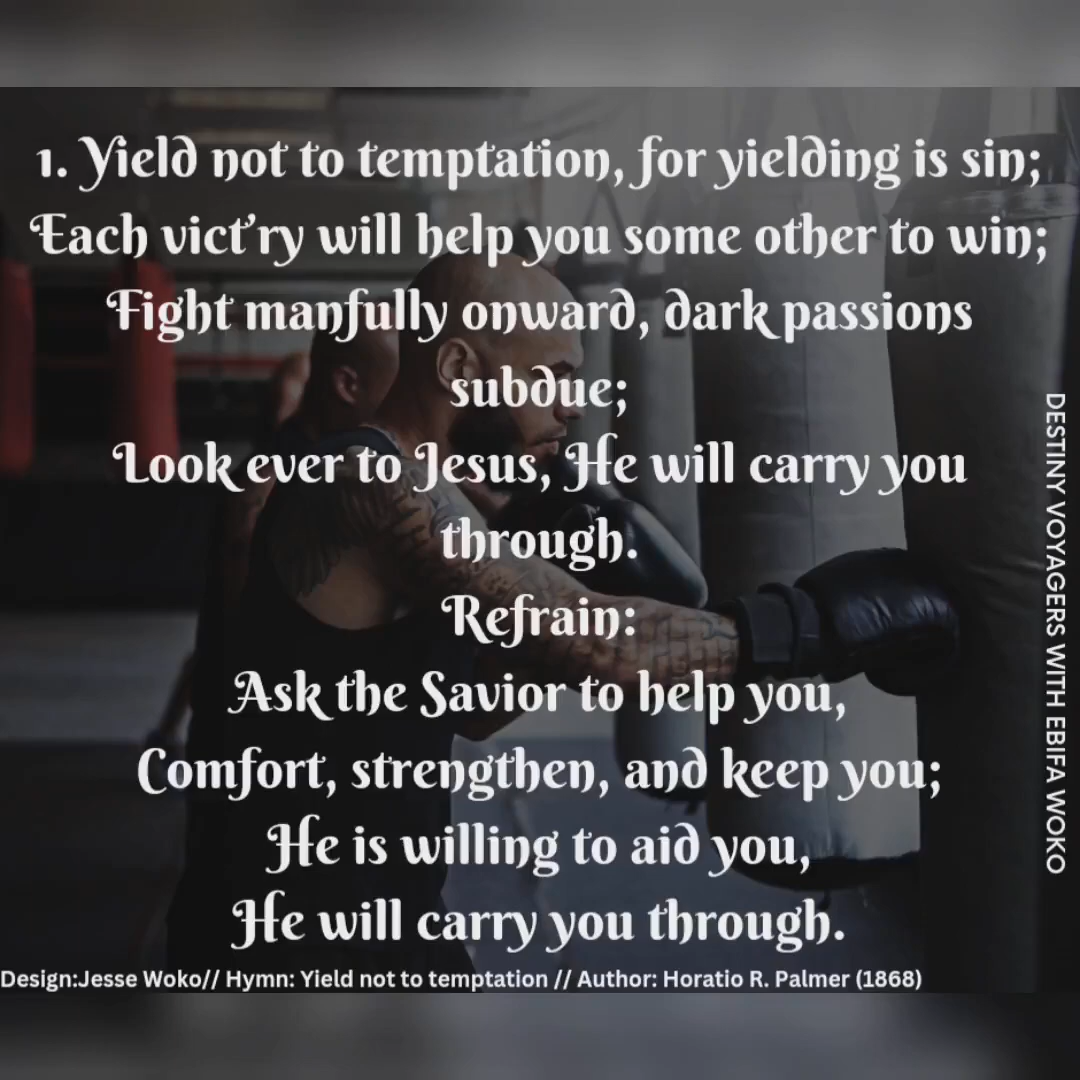 1. Yield not to temptation, for yielding is sin;
Each vict'ry will help you some other to win;
Fight manfully onward, dark passions
subdue;
Look ever to Jesus, He will carry you
through.
Refrain:
Ask the Savior to help you,
Comfort, strengthen, and keep you;
He is willing to aid you,
He will carry you through.
Design:Jesse Woko// Hymn: Yield not to temptation // Author: Horatio R. Palmer (1868)
DESTINY VOYAGERS WITH EBIFA WOKO